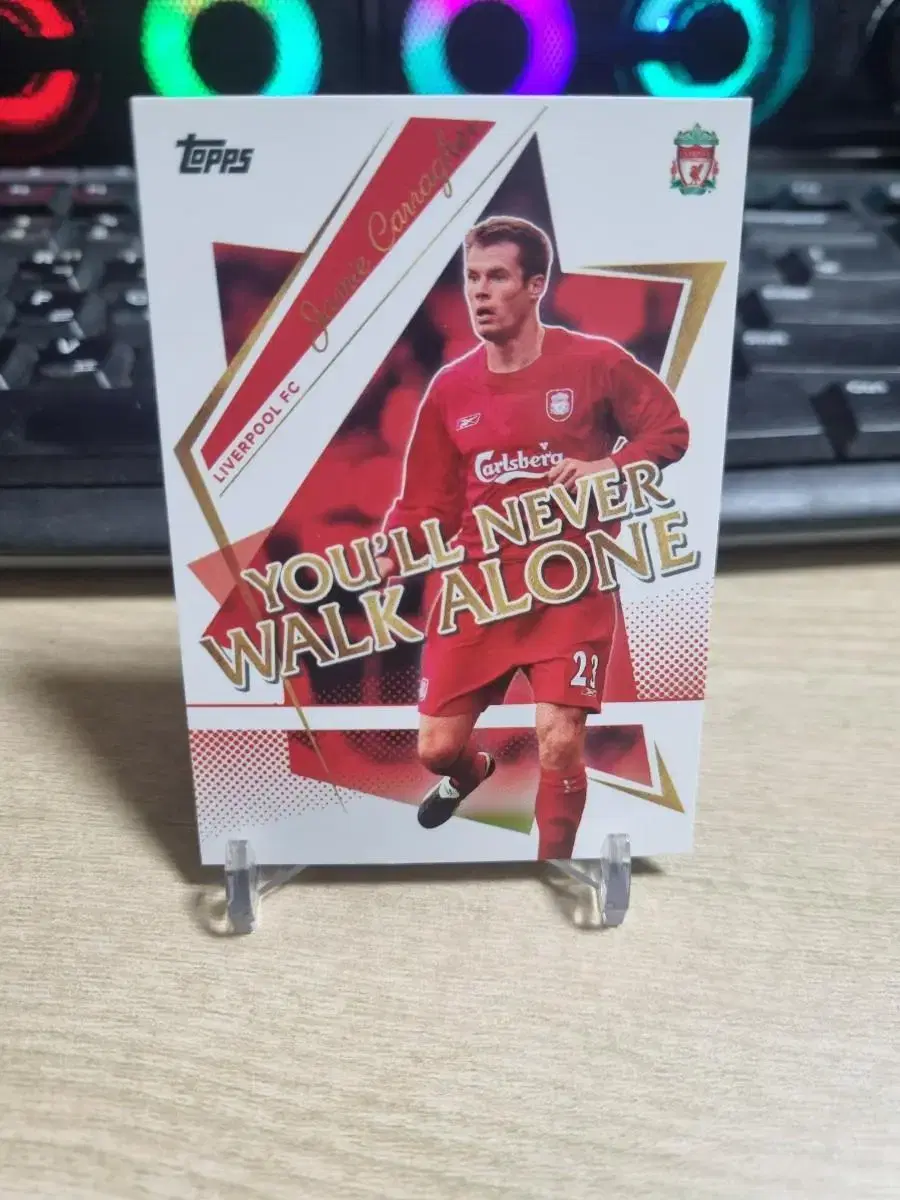 Topps
Jamie Carragher
LIVERPOOL FC
Carlsberg
YOU'LL NEVER
WALK ALONE
23